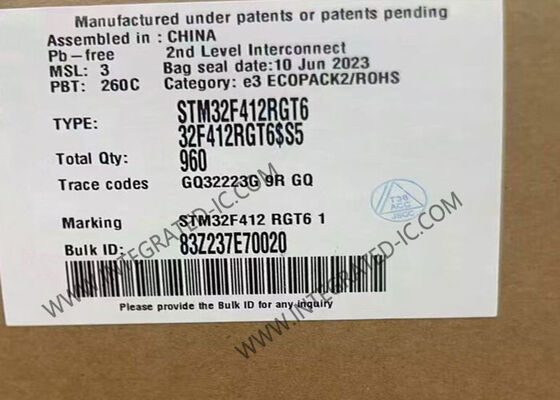 Manufactured under patents or patents pending
Assembled in : CHINA
Pb-free 2nd Level Interconnect
MSL: 3 Bag seal date:10 Jun 2023
PBT: 260C Category: e3 ECOPACK2/ROHS
TYPE: STM32F412RGT6
32F412RGT6$S5
Total Qty: 960
Trace codes GQ32223G 9R GQ
Marking STM32F412 RGT6 1
Bulk ID: 83Z237E70020
Please provide the Bulk ID for any inquiry
T38
ACC
JSCC
WWW.INTEGRATED-IC.COM
WWW.INTEGRATED-IC.COM